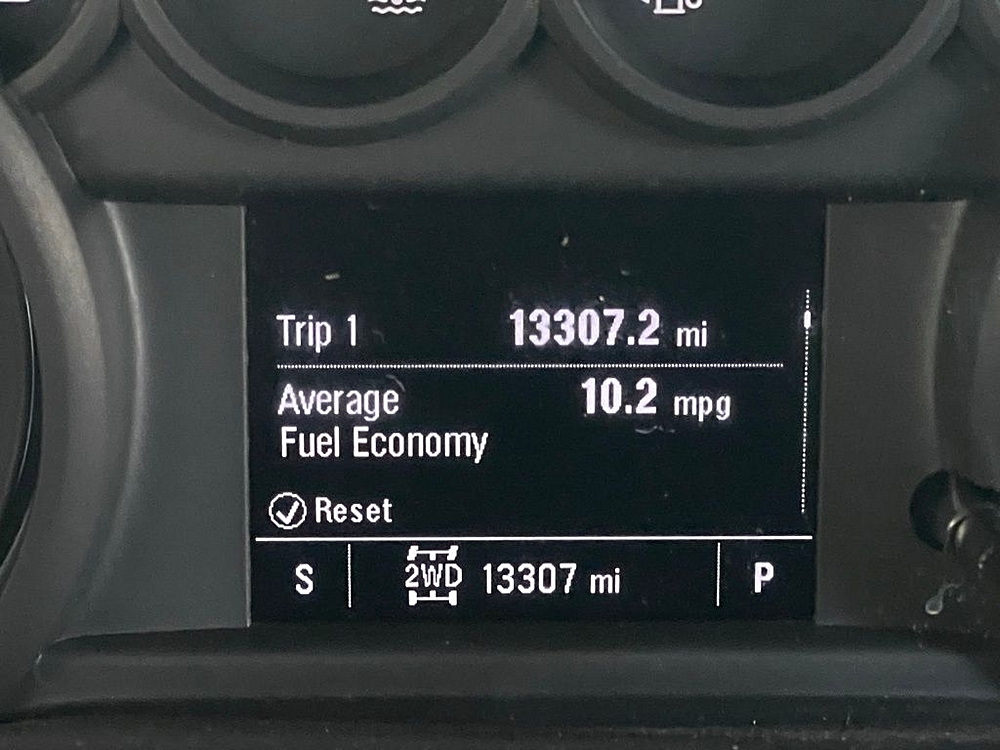 Trip 1 13307.2 mi
Average 10.2 mpg
Fuel Economy
Reset
S 2WD 13307 mi P